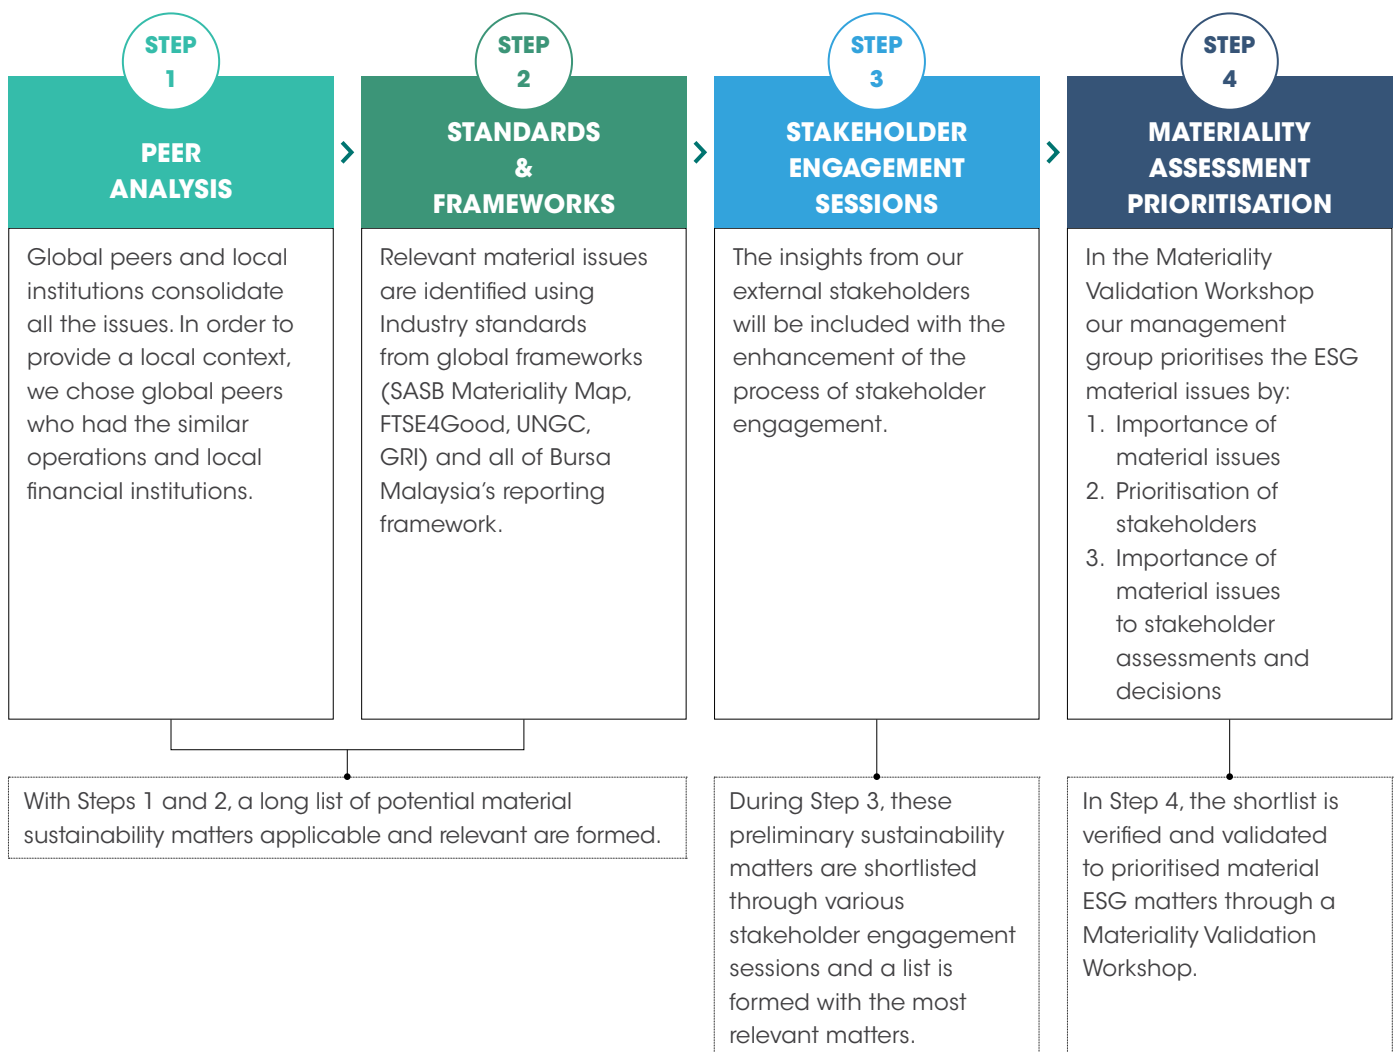 STEP
1
PEER
ANALYSIS
Global peers and local
institutions consolidate
all the issues. In order to
provide a local context,
we chose global peers
who had the similar
operations and local
financial institutions.
STEP
2
STANDARDS
&
FRAMEWORKS
Relevant material issues
are identified using
Industry standards
from global frameworks
(SASB Materiality Map,
FTSE4Good, UNGC,
GRI) and all of Bursa
Malaysia's reporting
framework.
With Steps 1 and 2, a long list of potential material
sustainability matters applicable and relevant are formed.
STEP
3
STAKEHOLDER
ENGAGEMENT
SESSIONS
The insights from our
external stakeholders
will be included with the
enhancement of the
process of stakeholder
engagement.
During Step 3, these
preliminary sustainability
matters are shortlisted
through various
stakeholder engagement
sessions and a list is
formed with the most
relevant matters.
STEP
4
MATERIALITY
ASSESSMENT
PRIORITISATION
In the Materiality
Validation Workshop
our management
group prioritises the ESG
material issues by:
1. Importance of
material issues
2. Prioritisation of
stakeholders
3. Importance of
material issues
to stakeholder
assessments and
decisions
In Step 4, the shortlist is
verified and validated
to prioritised material
ESG matters through a
Materiality Validation
Workshop.